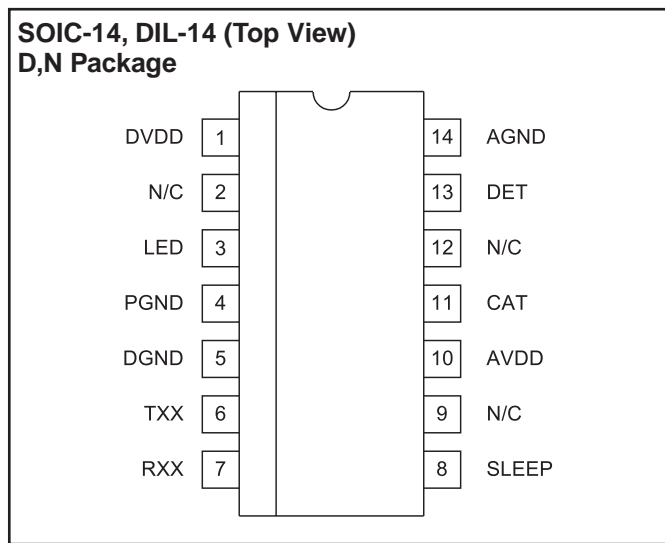 SOIC-14, DIL-14 (Top View)
D,N Package
DVDD 1 14 AGND
N/C 2 13 DET
LED 3 12 N/C
PGND 4 11 CAT
DGND 5 10 AVDD
TXX 6 9 N/C
RXX 7 8 SLEEP